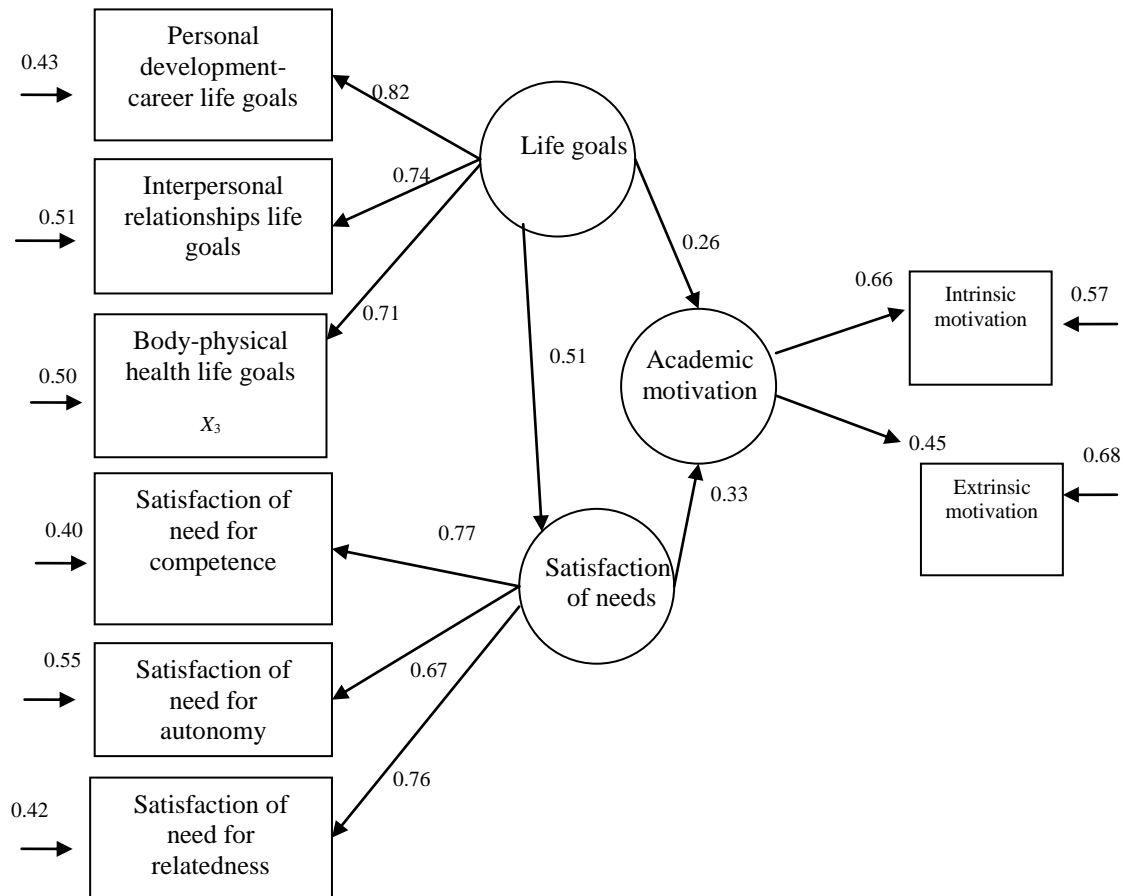 0.43
Personal
development-
career life goals
0.82
0.51
Interpersonal
relationships life
goals
0.74
0.50
Body-physical
health life goals
X3
0.71
Life goals
0.26
0.51
Academic
motivation
0.66
Intrinsic
motivation
0.57
0.45
Extrinsic
motivation
0.68
0.33
0.40
Satisfaction of
need for
competence
0.77
Satisfaction
of needs
0.55
Satisfaction of
need for
autonomy
0.67
0.42
Satisfaction of
need for
relatedness
0.76